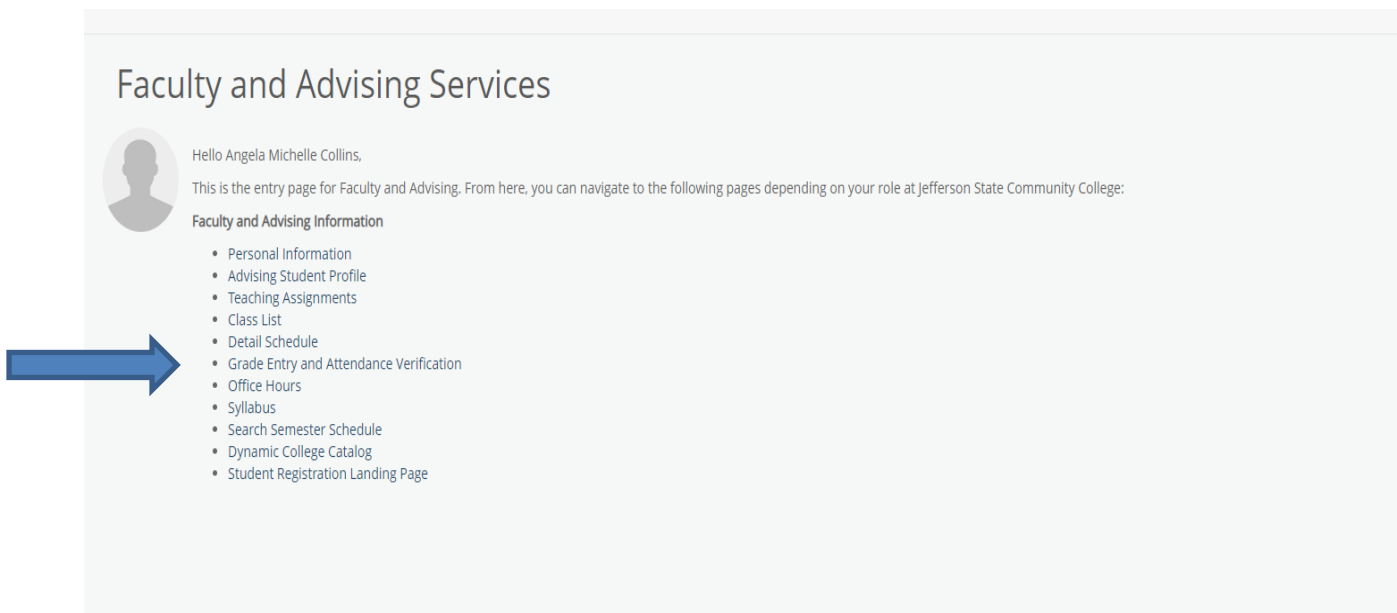 Faculty and Advising Services
Hello Angela Michelle Collins,
This is the entry page for Faculty and Advising. From here, you can navigate to the following pages depending on your role at Jefferson State Community College:
Faculty and Advising Information
• Personal Information
• Advising Student Profile
• Teaching Assignments
• Class List
• Detail Schedule
• Grade Entry and Attendance Verification
• Office Hours
• Syllabus
• Search Semester Schedule
• Dynamic College Catalog
• Student Registration Landing Page